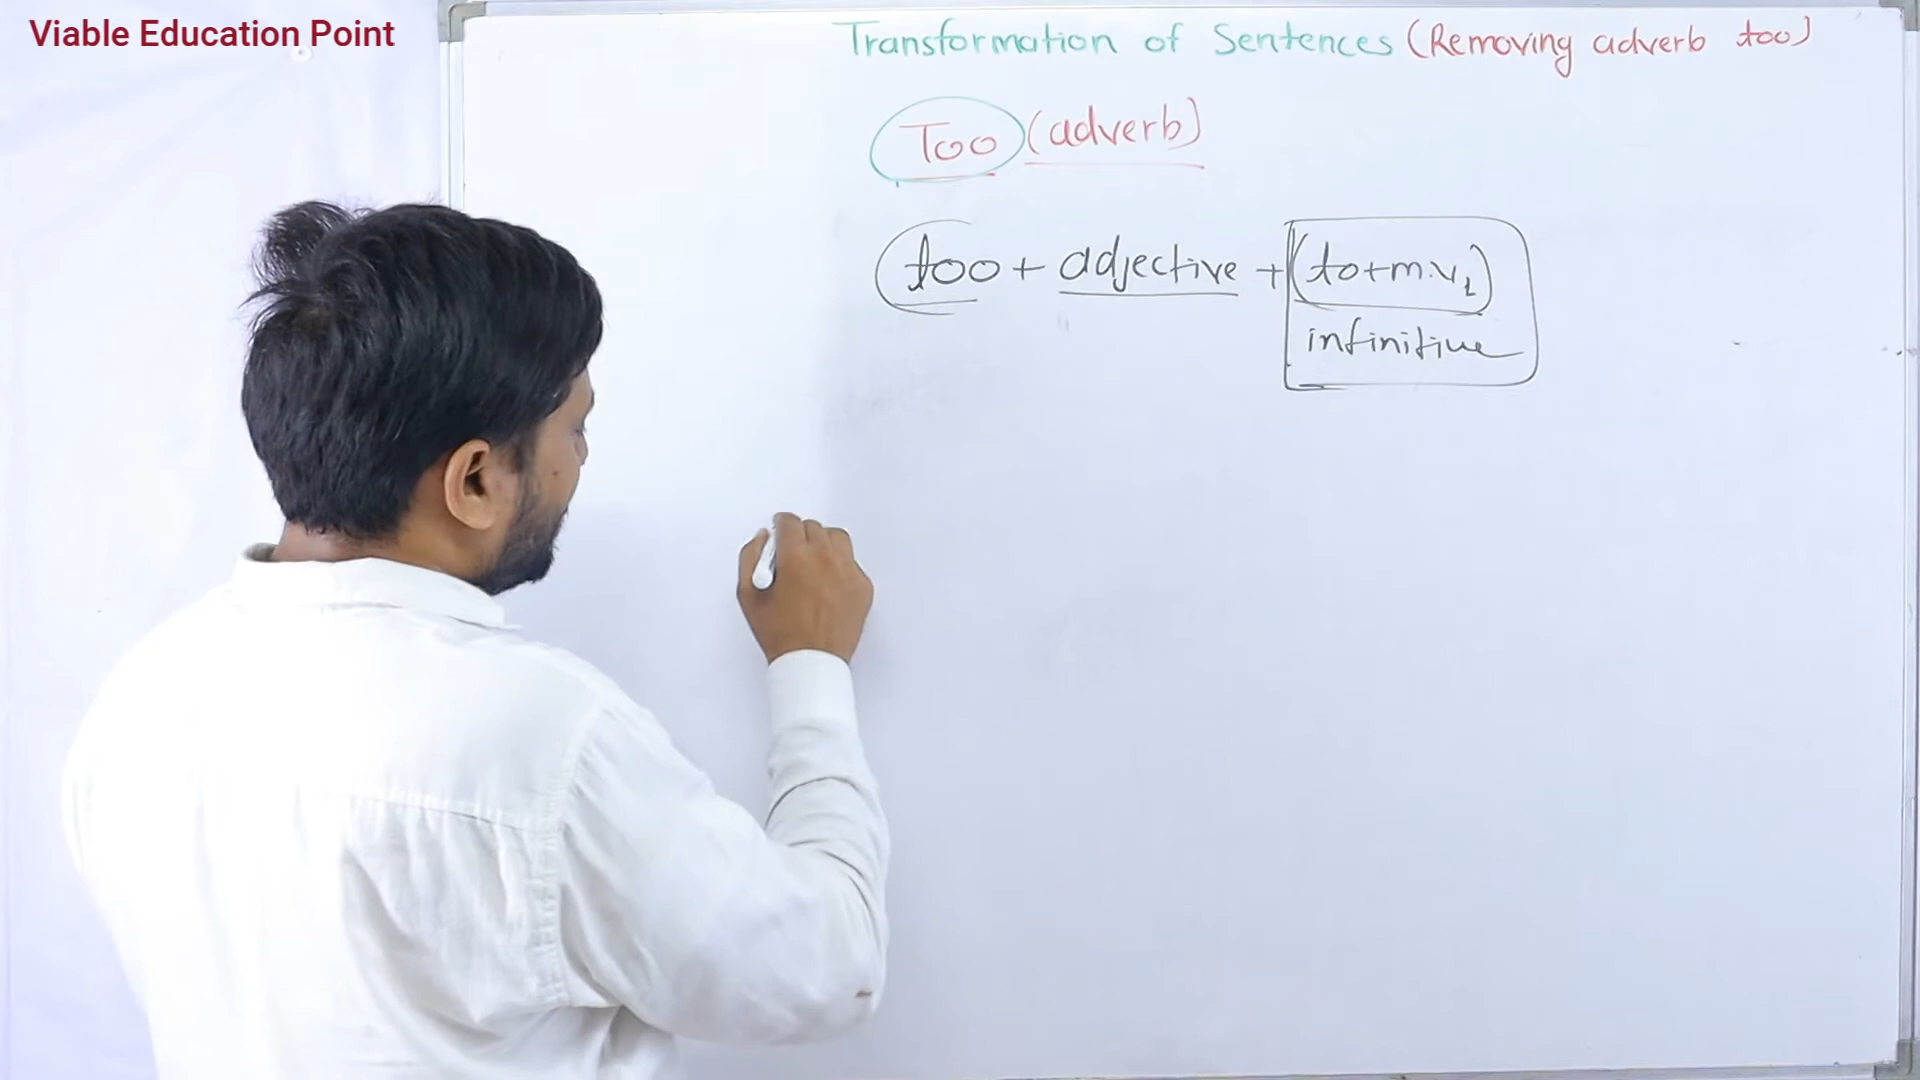 Viable Education Point
Transformation of Sentences (Removing adverb too)
Too (adverb)
too + adjective + (to+m.v₁)
infinitive